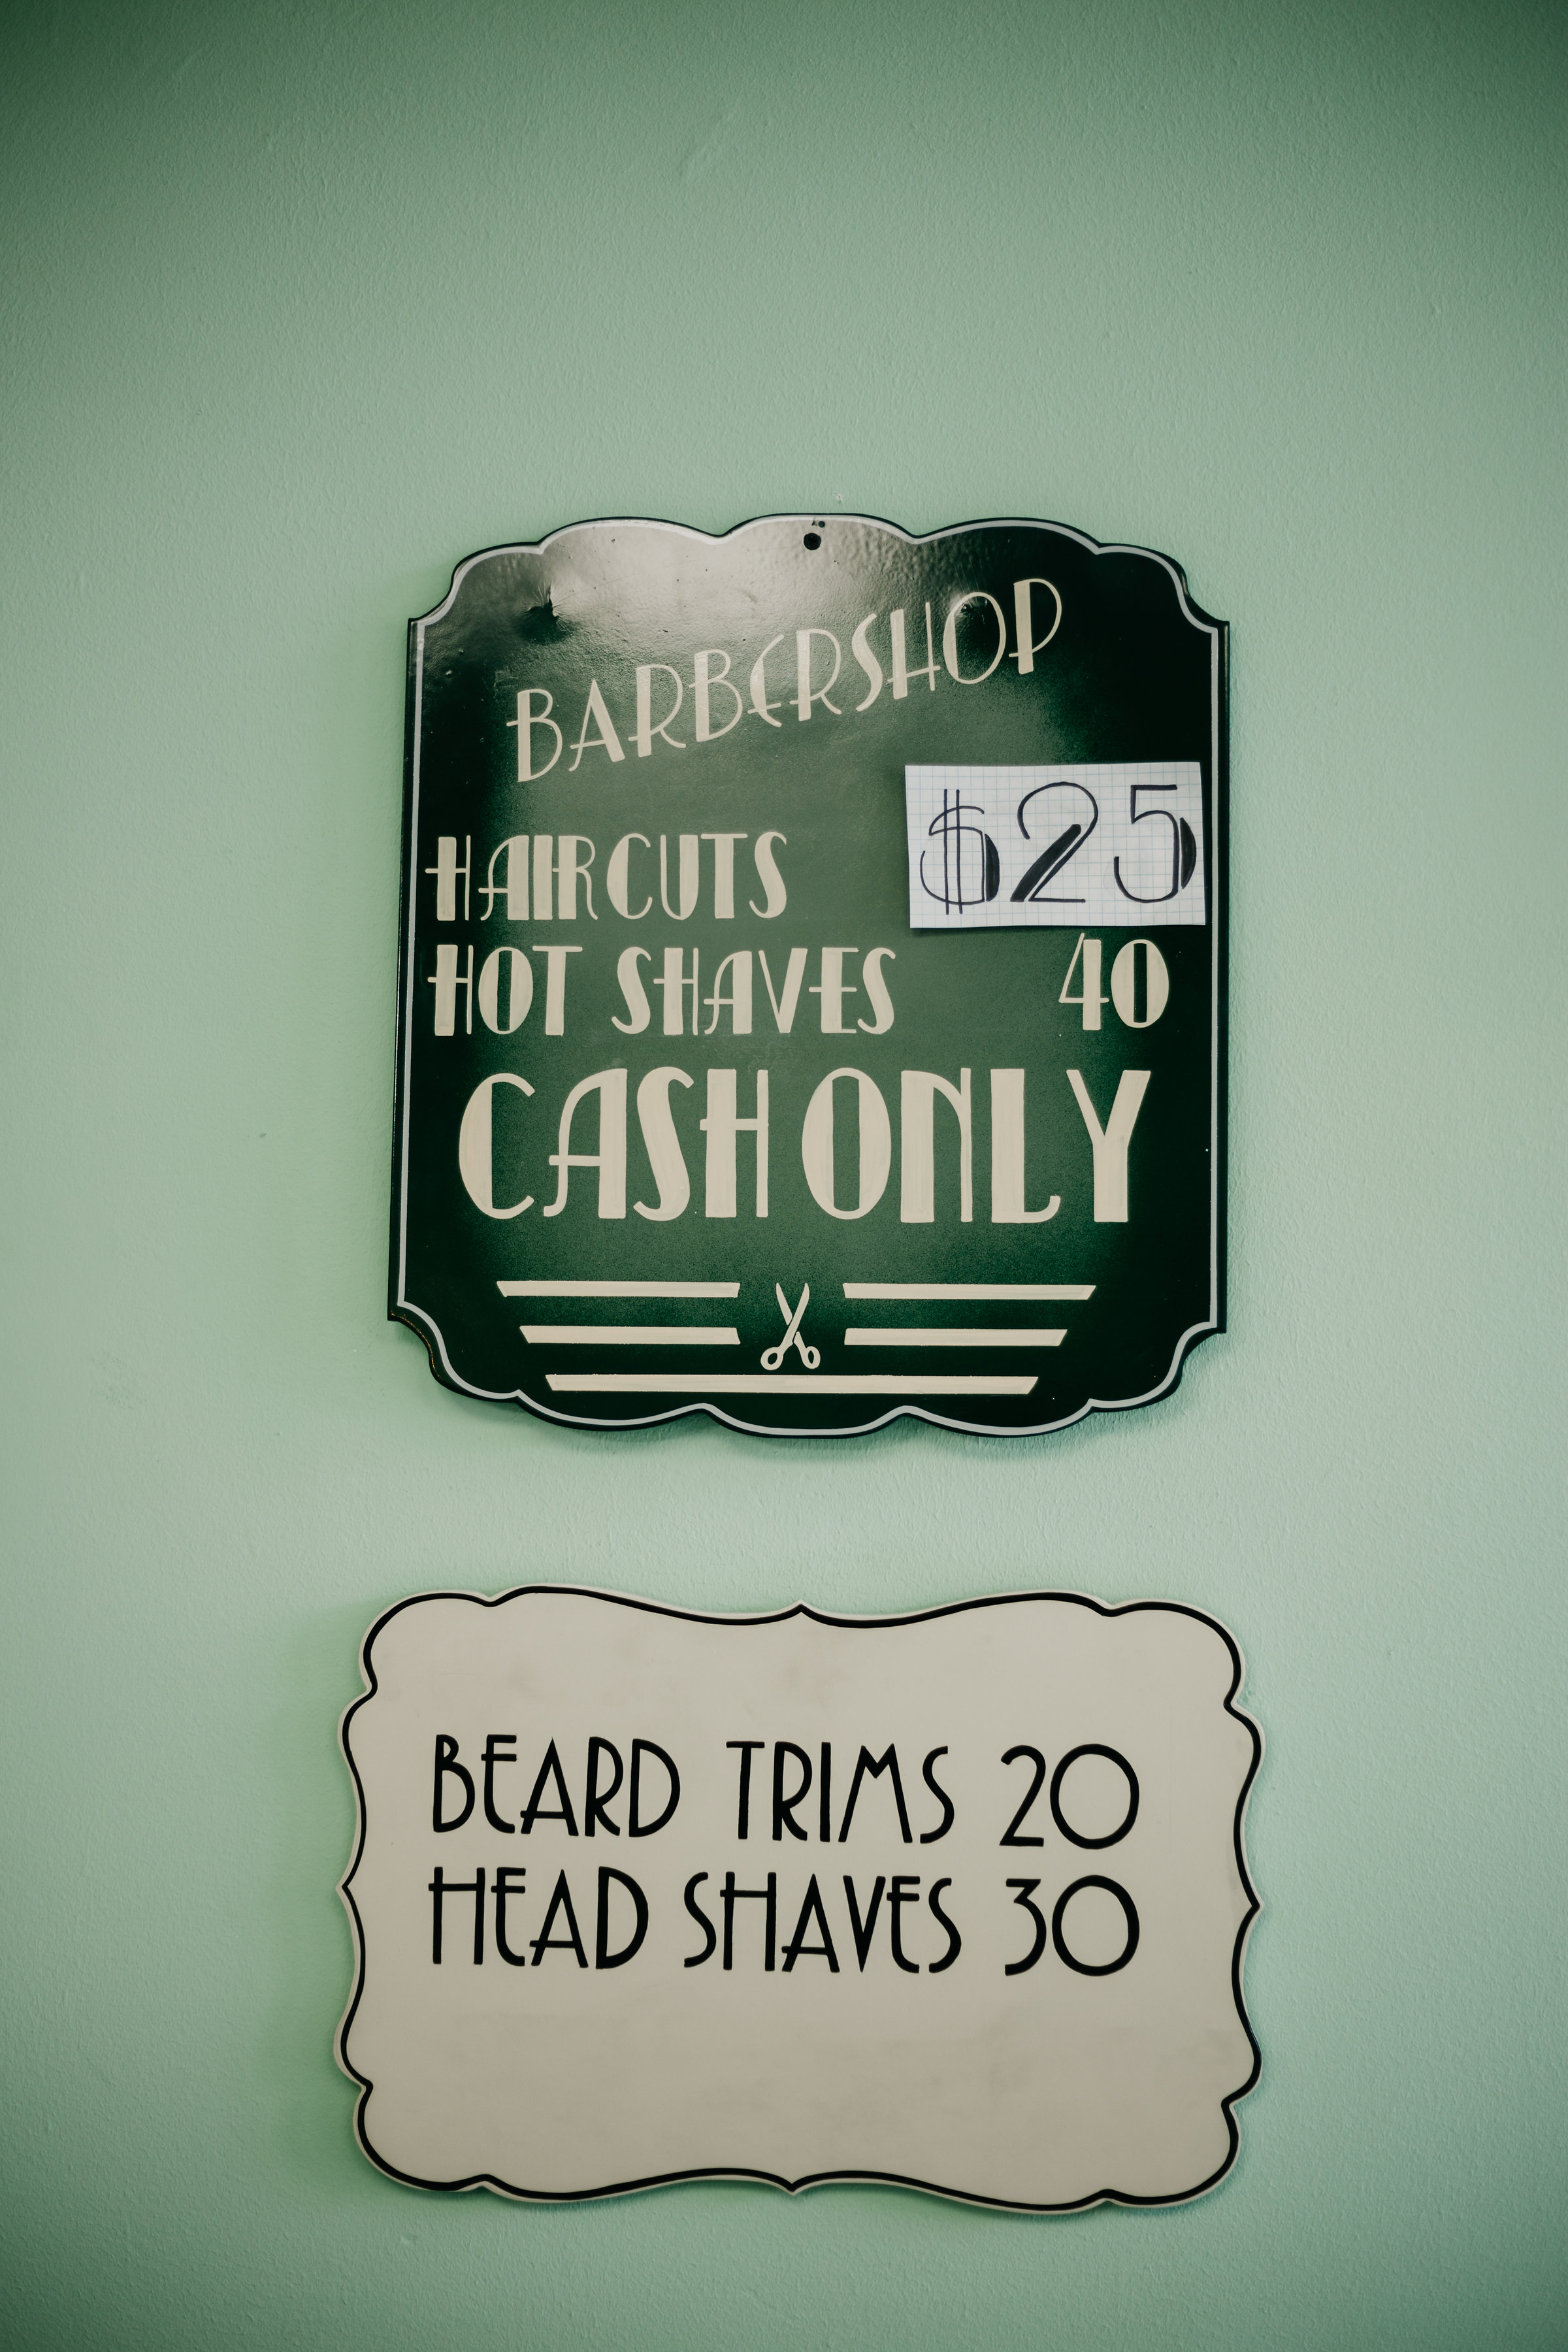 BARBERSHOP
HAIRCUTS $25
HOT SHAVES 40
CASH ONLY
BEARD TRIMS 20
HEAD SHAVES 30